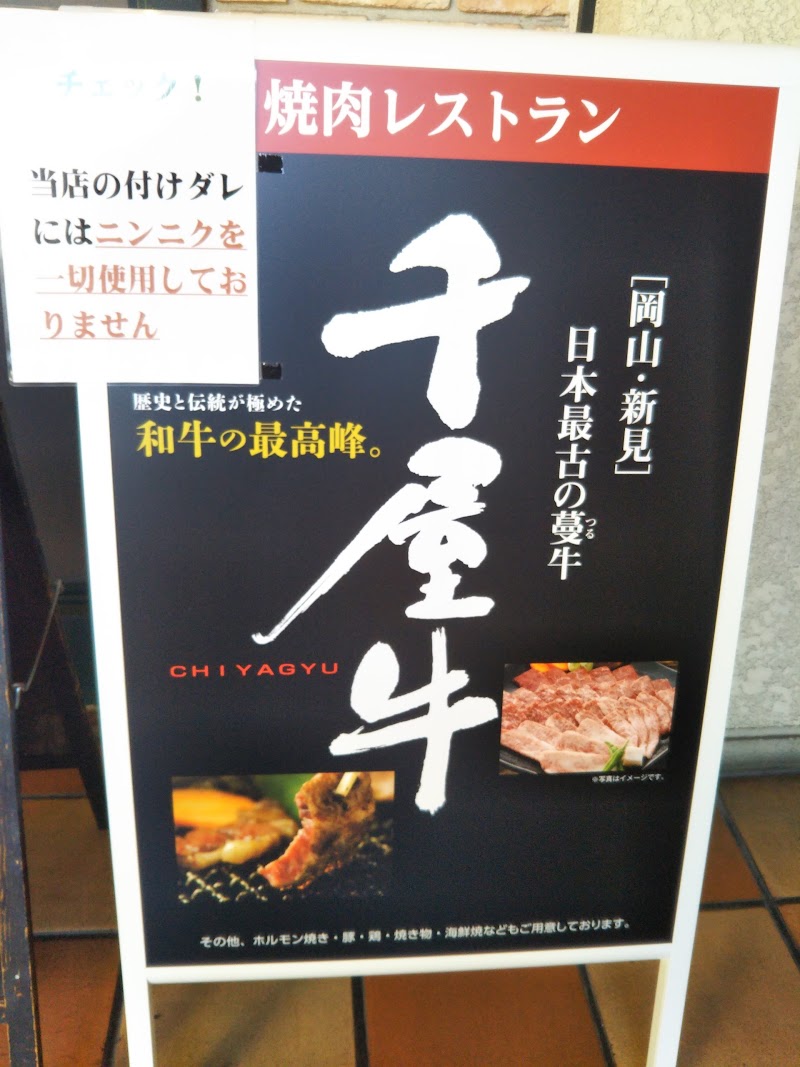 チェック！
当店の付けダレ
にはニンニクを
一切使用してお
りません
焼肉レストラン
[岡山・新見]
日本最古の蔓牛
つる
歴史と伝統が極めた
和牛の最高峰。
千屋牛
CHIYAGYU
※写真はイメージです。
その他、ホルモン焼き・豚・鶏・焼き物・海鮮焼などもご用意しております。